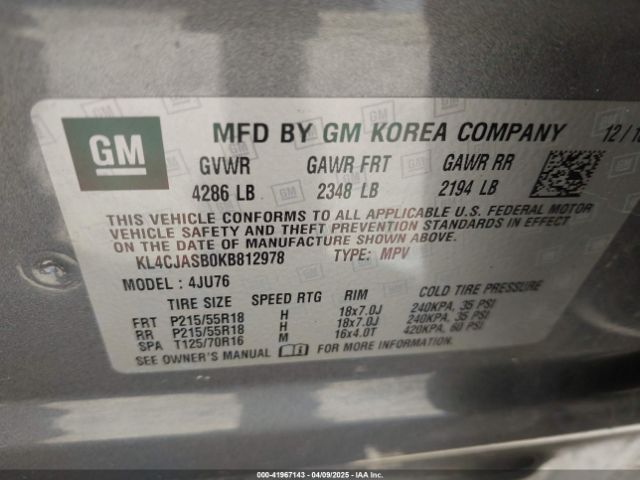 GM
MFD BY GM KOREA COMPANY 12/1
GVWR GAWR FRT GAWR RR
4286 LB 2348 LB 2194 LB
THIS VEHICLE CONFORMS TO ALL APPLICABLE U.S. FEDERAL MOTOR
VEHICLE SAFETY AND THEFT PREVENTION STANDARDS IN EFFECT ON
THE DATE OF MANUFACTURE SHOWN ABOVE.
KL4CJASB0KB812978 TYPE: MPV
MODEL : 4JU76
TIRE SIZE SPEED RTG RIM COLD TIRE PRESSURE
FRT P215/55R18 H 18x7.0J 240KPA, 35 PSI
RR P215/55R18 H 18x7.0J 240KPA, 35 PSI
SPA T125/70R16 M 16x4.0T 420KPA, 60 PSI
SEE OWNER'S MANUAL FOR MORE INFORMATION.
000-41967143 - 04/09/2025 - IAAI.CA